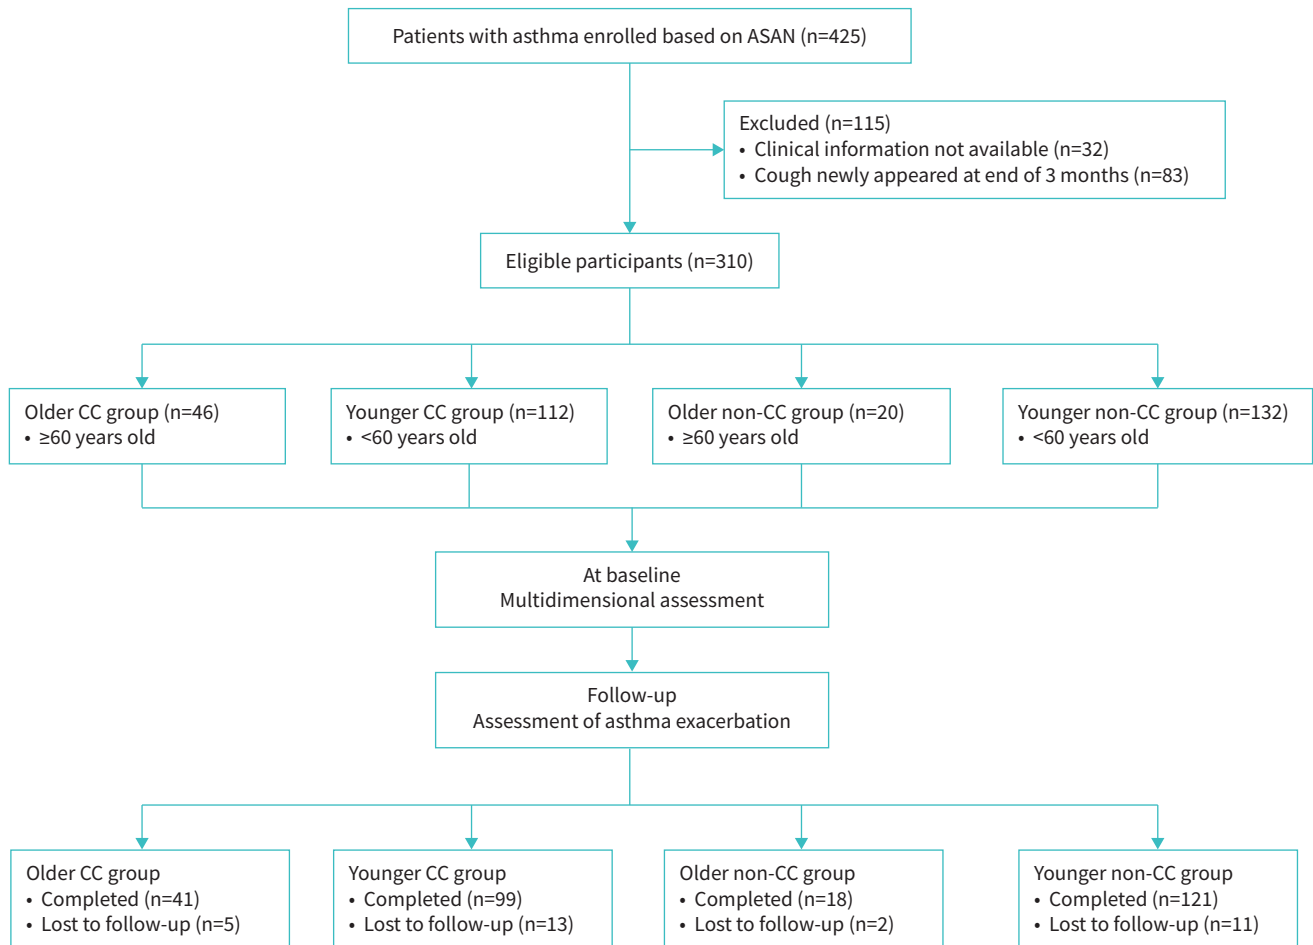 Patients with asthma enrolled based on ASAN (n=425)
Excluded (n=115)
• Clinical information not available (n=32)
• Cough newly appeared at end of 3 months (n=83)
Eligible participants (n=310)
Older CC group (n=46)
• ≥60 years old
Younger CC group (n=112)
• <60 years old
Older non-CC group (n=20)
• ≥60 years old
Younger non-CC group (n=132)
• <60 years old
At baseline
Multidimensional assessment
Follow-up
Assessment of asthma exacerbation
Older CC group
• Completed (n=41)
• Lost to follow-up (n=5)
Younger CC group
• Completed (n=99)
• Lost to follow-up (n=13)
Older non-CC group
• Completed (n=18)
• Lost to follow-up (n=2)
Younger non-CC group
• Completed (n=121)
• Lost to follow-up (n=11)